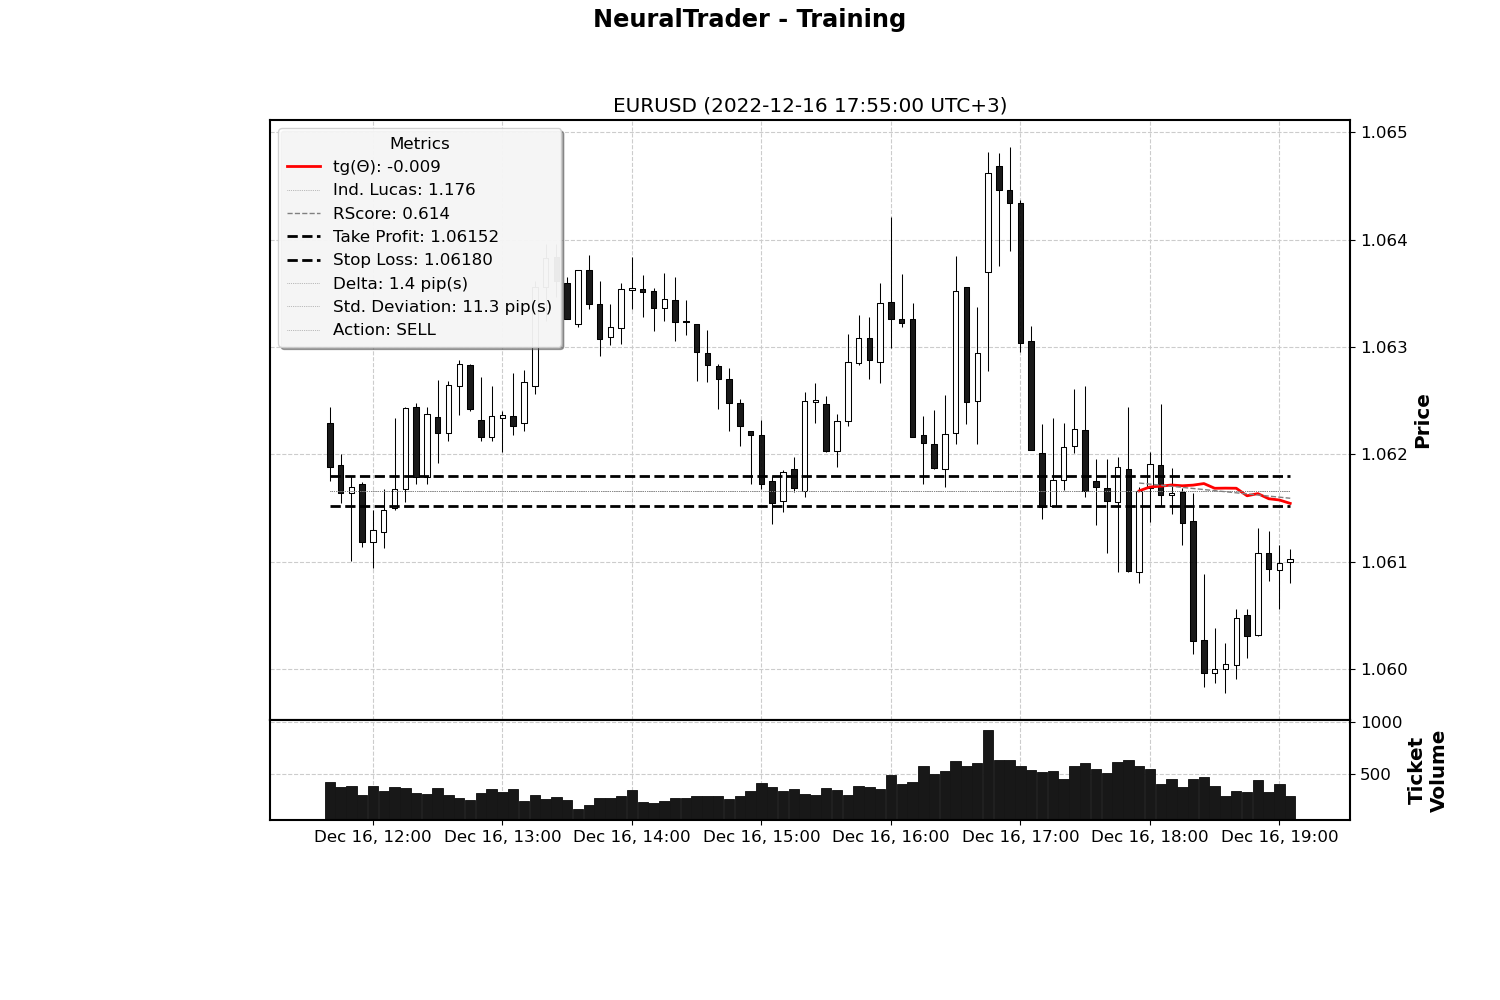 NeuralTrader - Training
EURUSD (2022-12-16 17:55:00 UTC+3)
Metrics
tg(Θ): -0.009
Ind. Lucas: 1.176
RScore: 0.614
Take Profit: 1.06152
Stop Loss: 1.06180
Delta: 1.4 pip(s)
Std. Deviation: 11.3 pip(s)
Action: SELL
1.065
1.064
1.063
1.062
1.061
1.060
Price
1000
500
Ticket
Volume
Dec 16, 12:00
Dec 16, 13:00
Dec 16, 14:00
Dec 16, 15:00
Dec 16, 16:00
Dec 16, 17:00
Dec 16, 18:00
Dec 16, 19:00